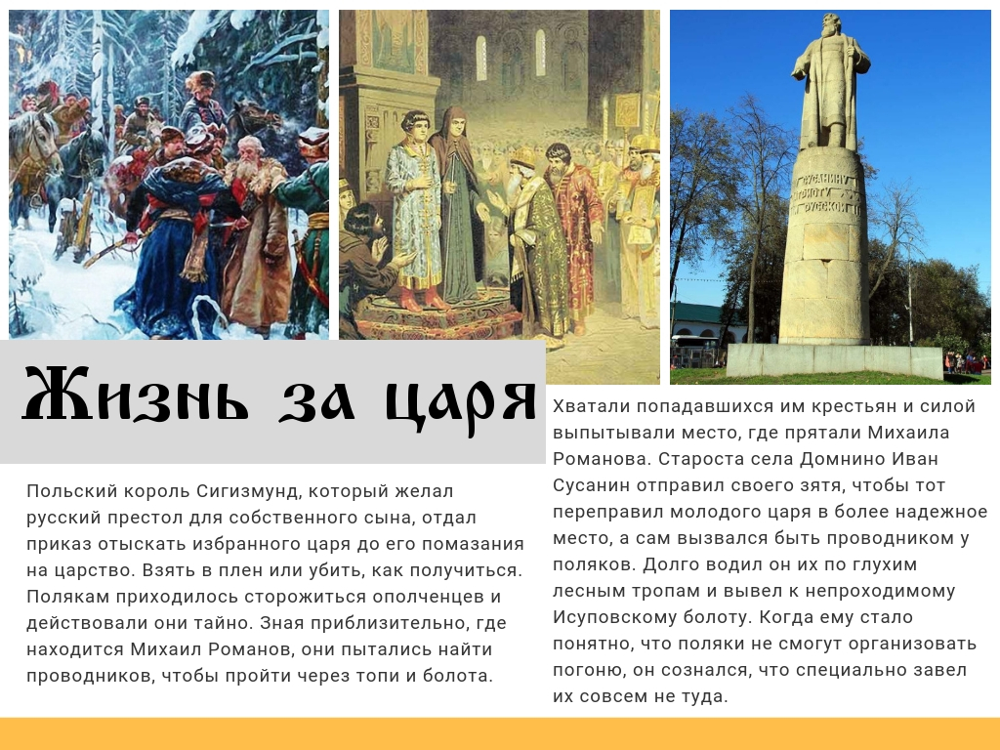 СУСАНИНУ
РУССКОЙ
Жизнь за царя
Польский король Сигизмунд, который желал
русский престол для собственного сына, отдал
приказ отыскать избранного царя до его помазания
на царство. Взять в плен или убить, как получиться.
Полякам приходилось сторожиться ополченцев и
действовали они тайно. Зная приблизительно, где
находится Михаил Романов, они пытались найти
проводников, чтобы пройти через топи и болота.
Хватали попадавшихся им крестьян и силой
выпытывали место, где прятали Михаила
Романова. Староста села Домнино Иван
Сусанин отправил своего зятя, чтобы тот
переправил молодого царя в более надежное
место, а сам вызвался быть проводником у
поляков. Долго водил он их по глухим
лесным тропам и вывел к непроходимому
Исуповскому болоту. Когда ему стало
понятно, что поляки не смогут организовать
погоню, он сознался, что специально завел
их совсем не туда.